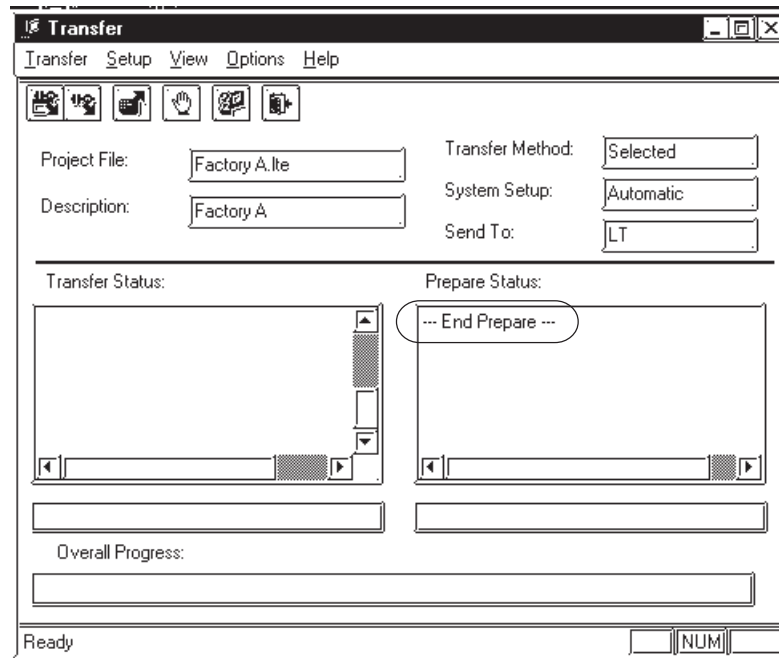 Transfer
Transfer Setup View Options Help
Project File: Factory A.lte
Description: Factory A
Transfer Method: Selected
System Setup: Automatic
Send To: LT
Transfer Status:
Prepare Status:
--- End Prepare ---
Overall Progress:
Ready
NUM